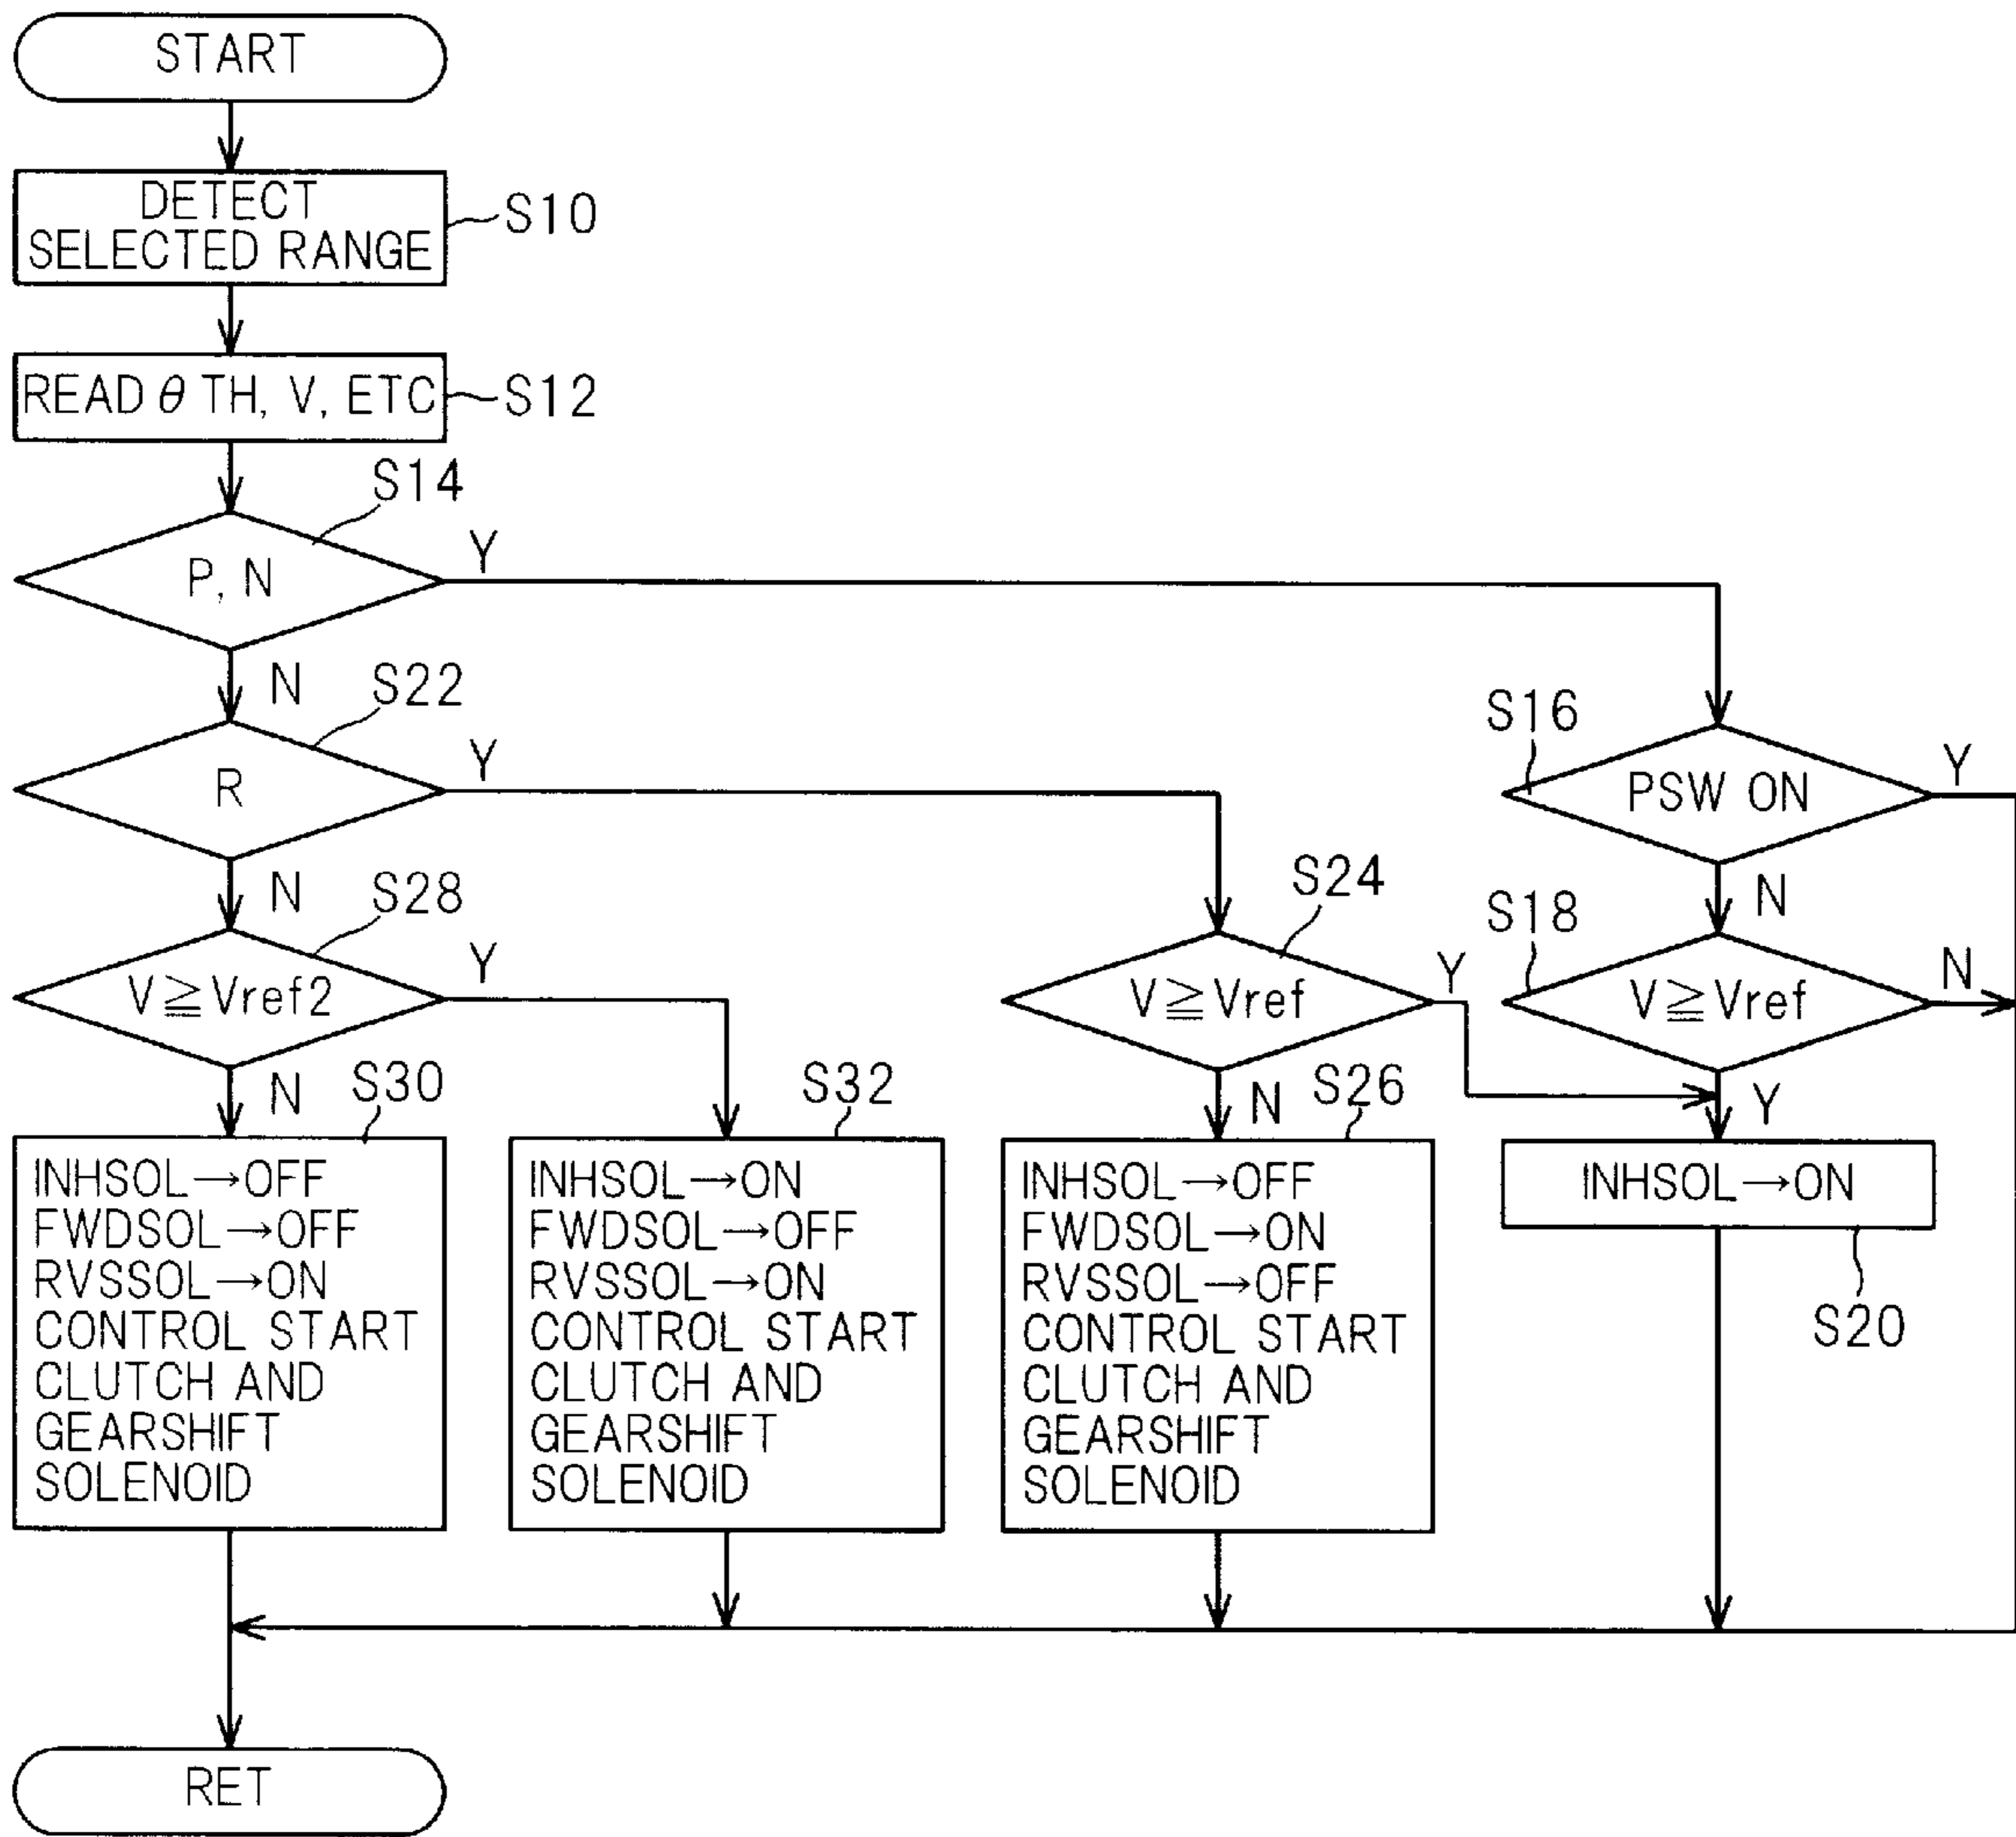 START
DETECT
SELECTED RANGE
S10
READ θ TH, V, ETC
S12
S14
P, N
Y
N
S22
R
Y
N
S16
PSW ON
Y
N
S28
V≧Vref2
Y
N
S24
V≧Vref
Y
N
S18
V≧Vref
N
Y
S30
INHSOL→OFF
FWDSOL→OFF
RVSSOL→ON
CONTROL START
CLUTCH AND
GEARSHIFT
SOLENOID
S32
INHSOL→ON
FWDSOL→OFF
RVSSOL→ON
CONTROL START
CLUTCH AND
GEARSHIFT
SOLENOID
S26
INHSOL→OFF
FWDSOL→ON
RVSSOL→OFF
CONTROL START
CLUTCH AND
GEARSHIFT
SOLENOID
INHSOL→ON
S20
RET